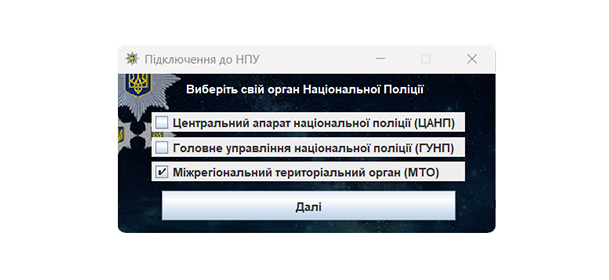 Підключення до НПУ
Виберіть свій орган Національної Поліції
Центральний апарат національної поліції (ЦАНП)
Головне управління національної поліції (ГУНП)
Міжрегіональний територіальний орган (МТО)
Далі